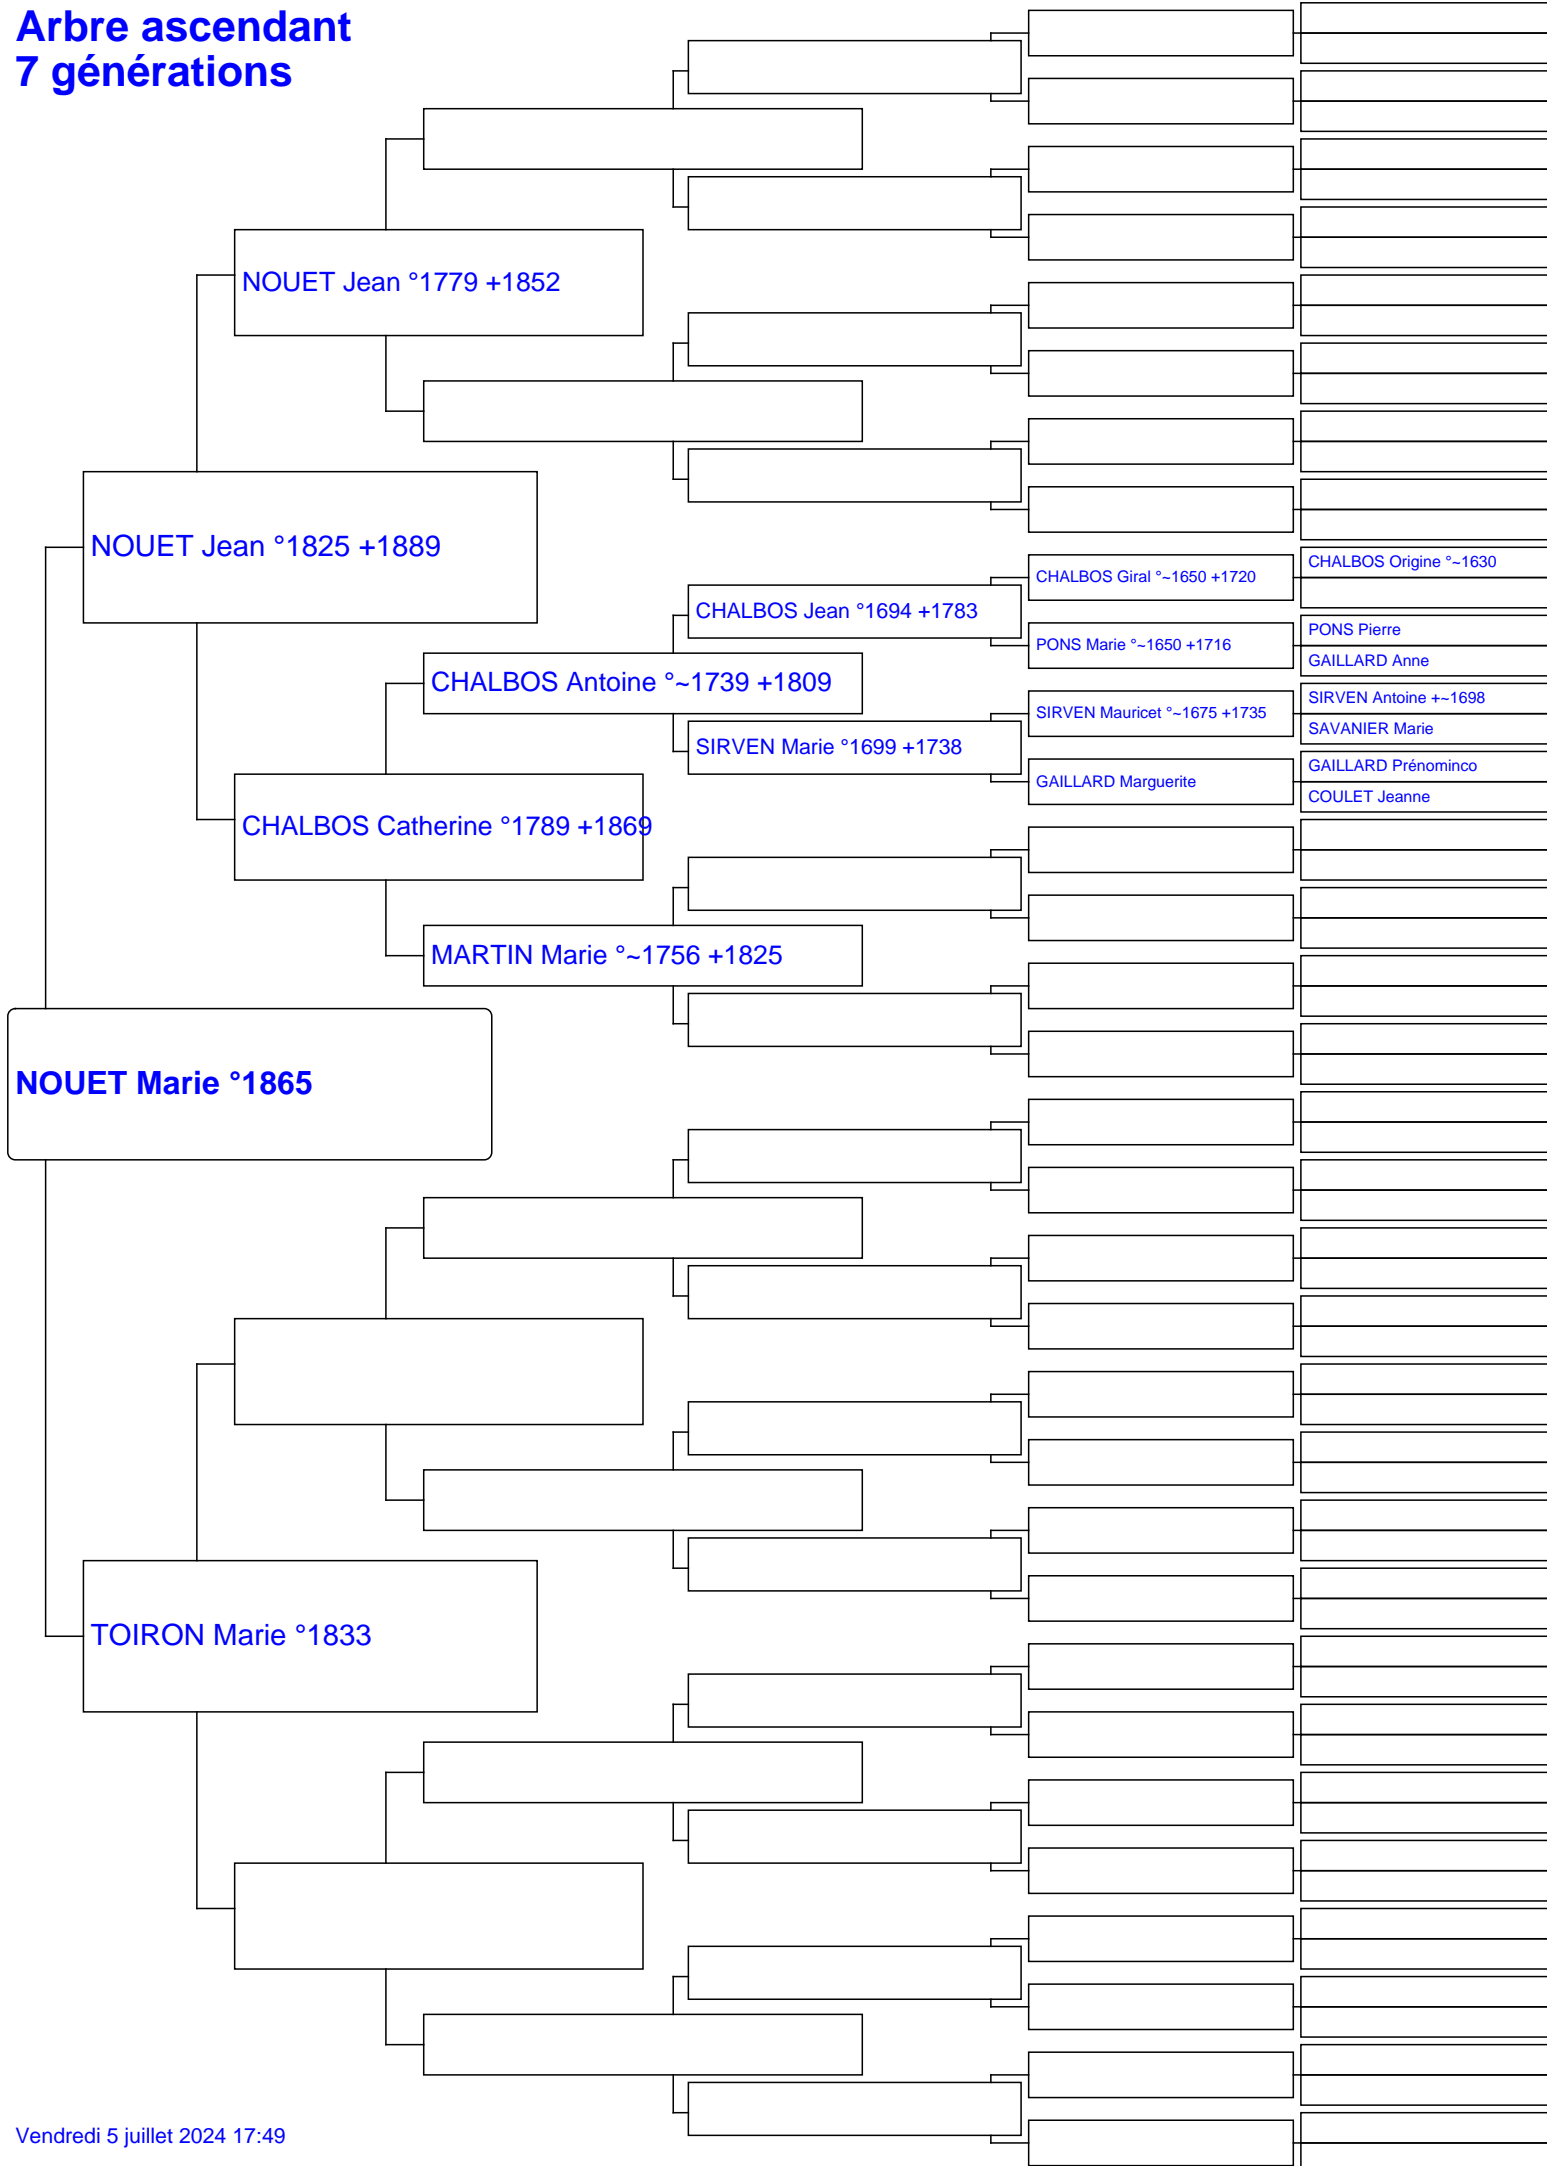 Arbre ascendant
7 générations
NOUET Jean °1779 +1852
NOUET Jean °1825 +1889
CHALBOS Giral °~1650 +1720
CHALBOS Origine °~1630
CHALBOS Jean °1694 +1783
PONS Marie °~1650 +1716
PONS Pierre
GAILLARD Anne
CHALBOS Antoine °~1739 +1809
SIRVEN Mauricet °~1675 +1735
SIRVEN Antoine +~1698
SAVANIER Marie
SIRVEN Marie °1699 +1738
GAILLARD Marguerite
GAILLARD Prénominco
COULET Jeanne
CHALBOS Catherine °1789 +1869
MARTIN Marie °~1756 +1825
NOUET Marie °1865
TOIRON Marie °1833
Vendredi 5 juillet 2024 17:49